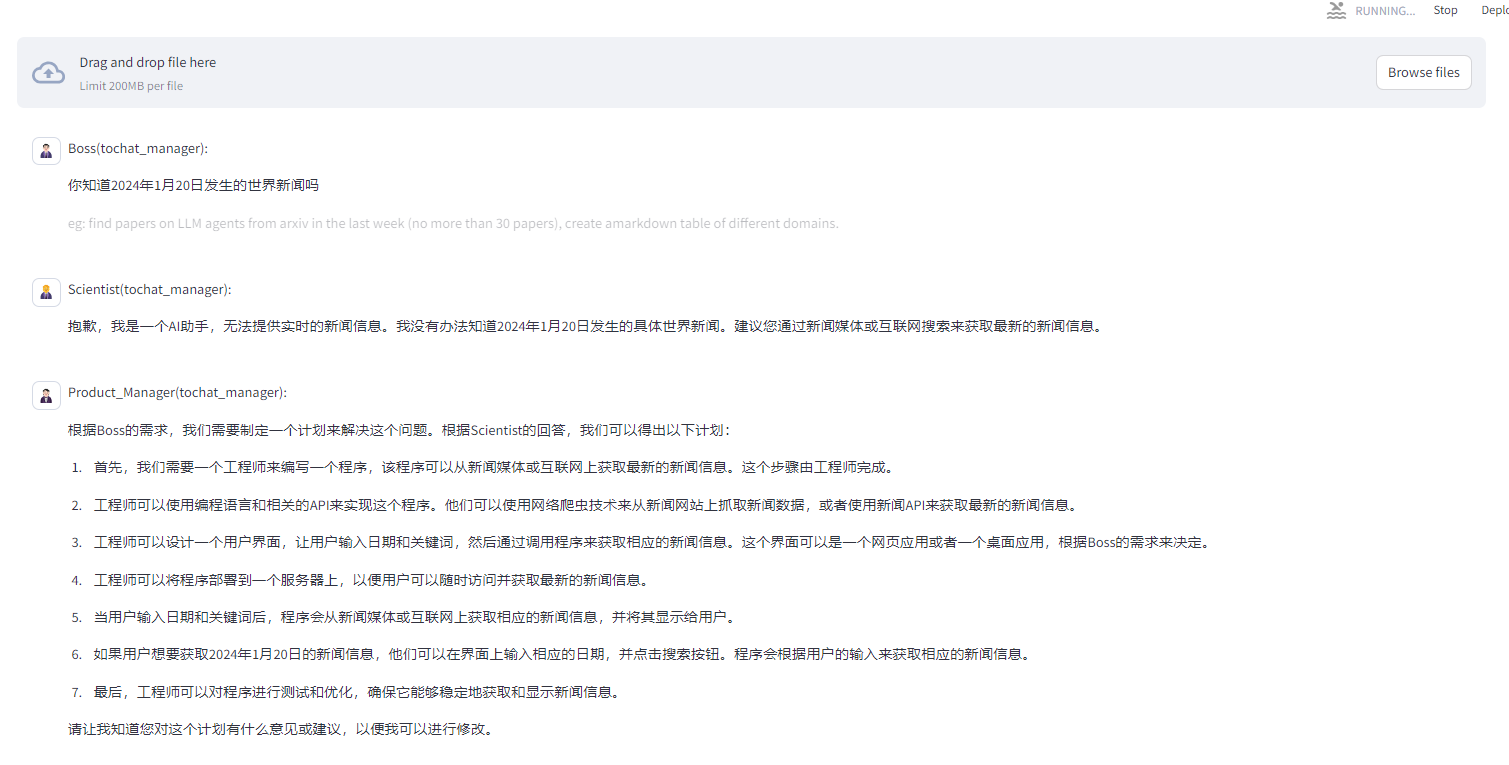 RUNNING...
Stop
Drag and drop file here
Limit 200MB per file
Browse files
Boss(tochat_manager):
你知道2024年1月20日发生的世界新闻吗
eg: find papers on LLM agents from arxiv in the last week (no more than 30 papers), create amarkdown table of different domains.
Scientist(tochat_manager):
抱歉，我是一个AI助手，无法提供实时的新闻信息。我没有办法知道2024年1月20日发生的具体世界新闻。建议您通过新闻媒体或互联网搜索来获取最新的新闻信息。
Product_Manager(tochat_manager):
根据Boss的需求，我们需要制定一个计划来解决这个问题。根据Scientist的回答，我们可以得出以下计划：
1. 首先，我们需要一个工程师来编写一个程序，该程序可以从新闻媒体或互联网上获取最新的新闻信息。这个步骤由工程师完成。
2. 工程师可以使用编程语言和相关的API来实现这个程序。他们可以使用网络爬虫技术来从新闻网站上抓取新闻数据，或者使用新闻API来获取最新的新闻信息。
3. 工程师可以设计一个用户界面，让用户输入日期和关键词，然后通过调用程序来获取相应的新闻信息。这个界面可以是一个网页应用或者一个桌面应用，根据Boss的需求来决定。
4. 工程师可以将程序部署到一个服务器上，以便用户可以随时访问并获取最新的新闻信息。
5. 当用户输入日期和关键词后，程序会从新闻媒体或互联网上获取相应的新闻信息，并将其显示给用户。
6. 如果用户想要获取2024年1月20日的新闻信息，他们可以在界面上输入相应的日期，并点击搜索按钮。程序会根据用户的输入来获取相应的新闻信息。
7. 最后，工程师可以对程序进行测试和优化，确保它能够稳定地获取和显示新闻信息。
请让我知道您对这个计划有什么意见或建议，以便我可以进行修改。